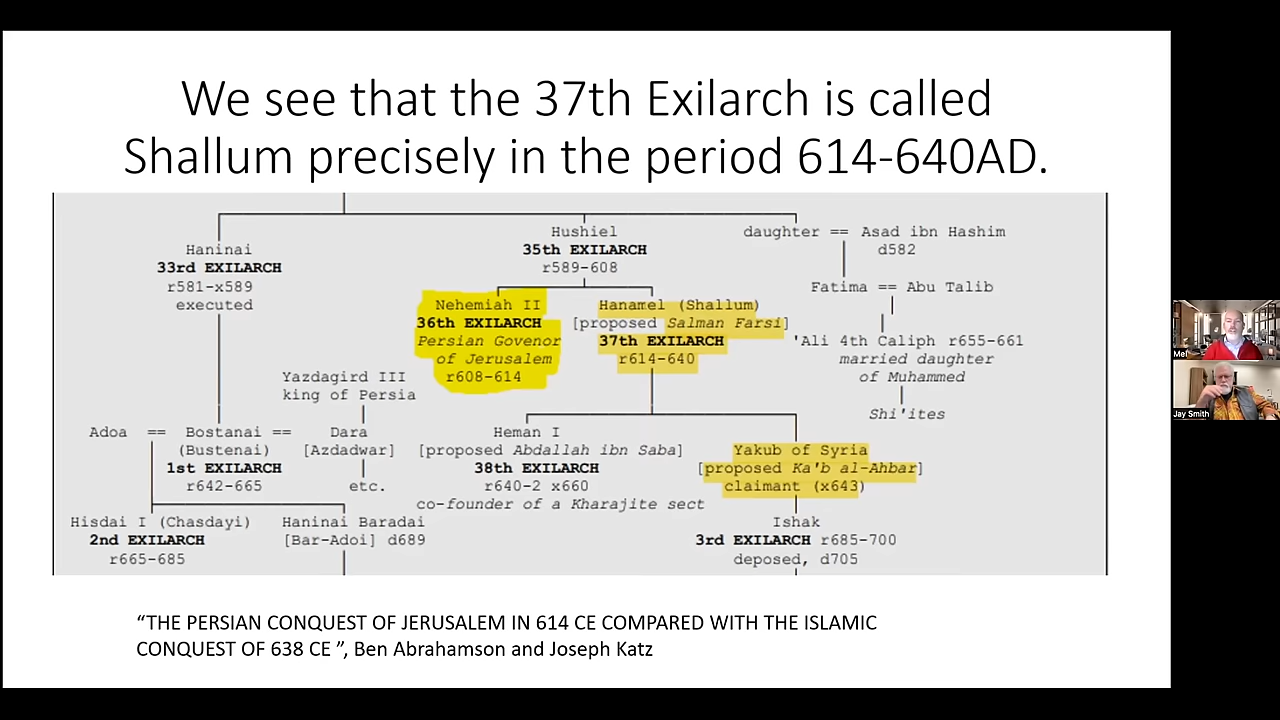 We see that the 37th Exilarch is called
Shallum precisely in the period 614-640AD.
Hushiel
daughter == Asad ibn Hashim
Haninai
35th EXILARCH
d582
33rd EXILARCH
r589-608
r581-x589
Fatima == Abu Talib
executed
Nehemiah II
Hanamel (Shallum)
36th EXILARCH
[proposed Salman Farsi]
Persian Govenor
37th EXILARCH
'Ali 4th Caliph r655-661
of Jerusalem
r614-640
married daughter
r608-614
of Muhammed
Yazdagird III
king of Persia
Shi'ites
Adoa == Bostanai == Dara
Heman I
(Bustenai)
[Azdadwar]
[proposed Abdallah ibn Saba]
Yakub of Syria
1st EXILARCH
38th EXILARCH
[proposed Ka'b al-Ahbar]
r642-665
etc.
r640-2 x660
claimant (x643)
co-founder of a Kharajite sect
Hisdai I (Chasdayi)
Haninai Baradai
Ishak
2nd EXILARCH
[Bar-Adoi] d689
3rd EXILARCH r685-700
r665-685
deposed, d705
“THE PERSIAN CONQUEST OF JERUSALEM IN 614 CE COMPARED WITH THE ISLAMIC
CONQUEST OF 638 CE ”, Ben Abrahamson and Joseph Katz
Mel
Jay Smith